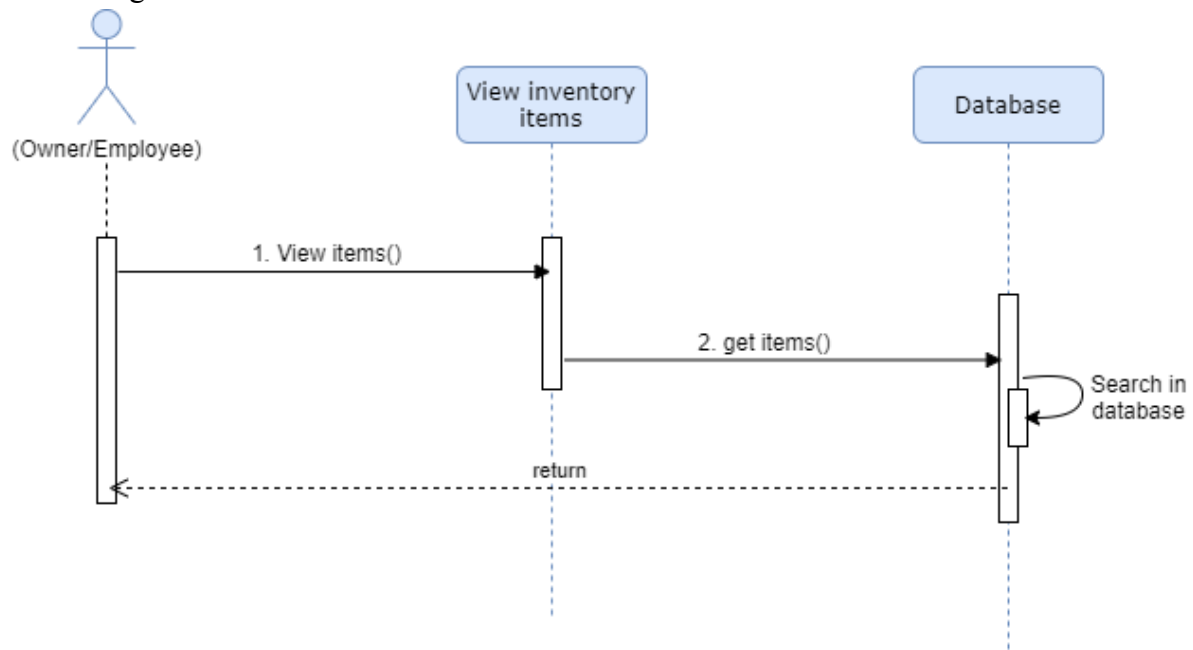 (Owner/Employee)
View inventory
items
Database
1. View items()
2. get items()
Search in
database
return